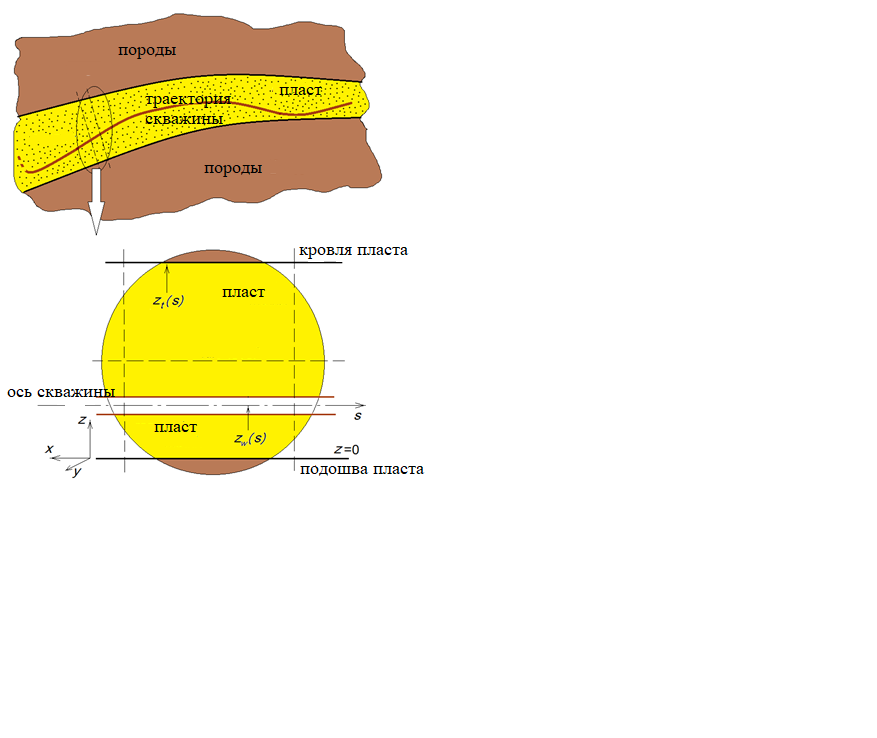 породы
пласт
траектория
скважины
породы
кровля пласта
пласт
z_t(s)
ось скважины
s
пласт
z
z_w(s)
x
z=0
y
подошва пласта